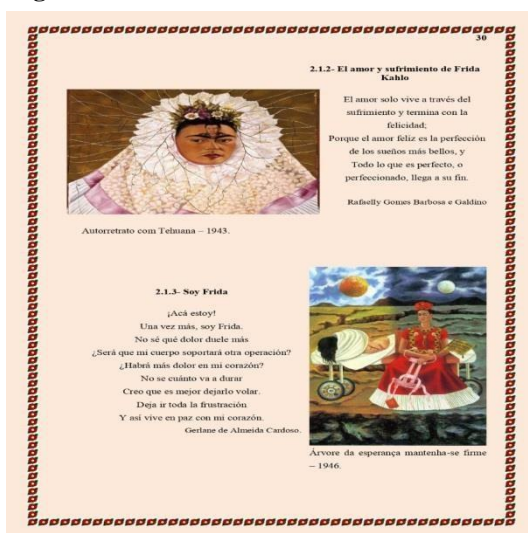 30
2.1.2- El amor y sufrimiento de Frida
Kahlo
El amor solo vive a través del
sufrimiento y termina con la
felicidad;
Porque el amor feliz es la perfección
de los sueños más bellos, y
Todo lo que es perfecto, o
perfeccionado, llega a su fin.
Rafaelly Gomes Barbosa e Galdino
Autorretrato com Tehuana – 1943.
2.1.3- Soy Frida
¡Acá estoy!
Una vez más, soy Frida.
No sé qué dolor duele más
¿Será que mi cuerpo soportará otra operación?
¿Habrá más dolor en mi corazón?
No se cuánto va a durar
Creo que es mejor dejarlo volar.
Deja ir toda la frustración
Y así vive en paz con mi corazón.
Gerlane de Almeida Cardoso.
Árvore da esperança mantenha-se firme
– 1946.